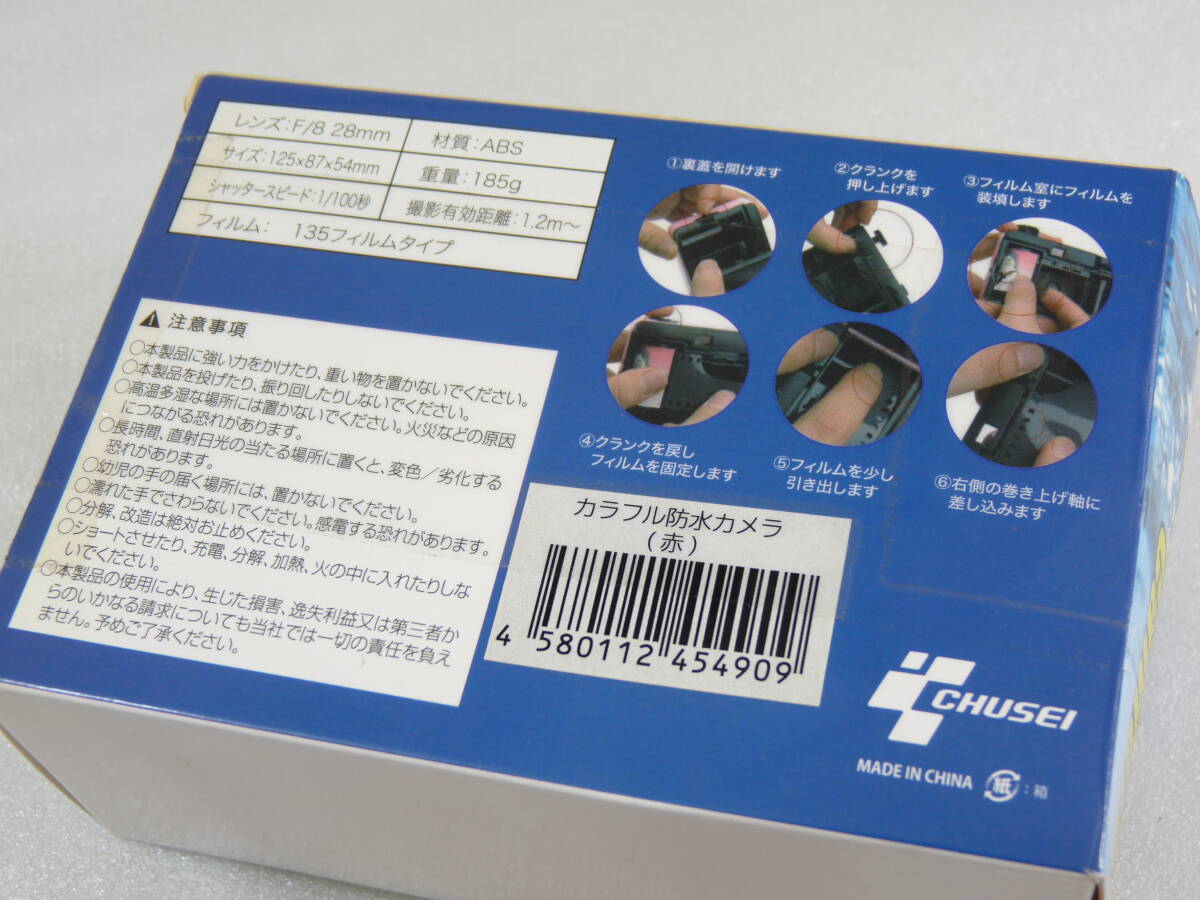 レンズ:F/8 28mm
材質:ABS
サイズ:125×87×54mm
重量:185g
シャッタースピード:1/100秒
撮影有効距離:1.2m〜
フィルム: 135フィルムタイプ
注意事項
○本製品に強い力をかけたり、重い物を置かないでください。
○本製品を投げたり、振り回したりしないでください。
○高温多湿な場所には置かないでください。火災などの原因
につながる恐れがあります。
○長時間、直射日光の当たる場所に置くと、変色/劣化する
恐れがあります。
○幼児の手の届く場所には、置かないでください。
○濡れた手でさわらないでください。感電する恐れがあります。
○分解、改造は絶対お止めください。
○ショートさせたり、充電、分解、加熱、火の中に入れたりしな
いでください。
○本製品の使用により、生じた損害、逸失利益又は第三者か
らのいかなる請求についても当社では一切の責任を負え
ません。予めご了承ください。
①裏蓋を開けます
②クランクを
押し上げます
③フィルム室にフィルムを
装填します
④クランクを戻し
フィルムを固定します
⑤フィルムを少し
引き出します
⑥右側の巻き上げ軸に
差し込みます
カラフル防水カメラ
(赤)
4 580112 454909
CHUSEI
MADE IN CHINA
紙:箱